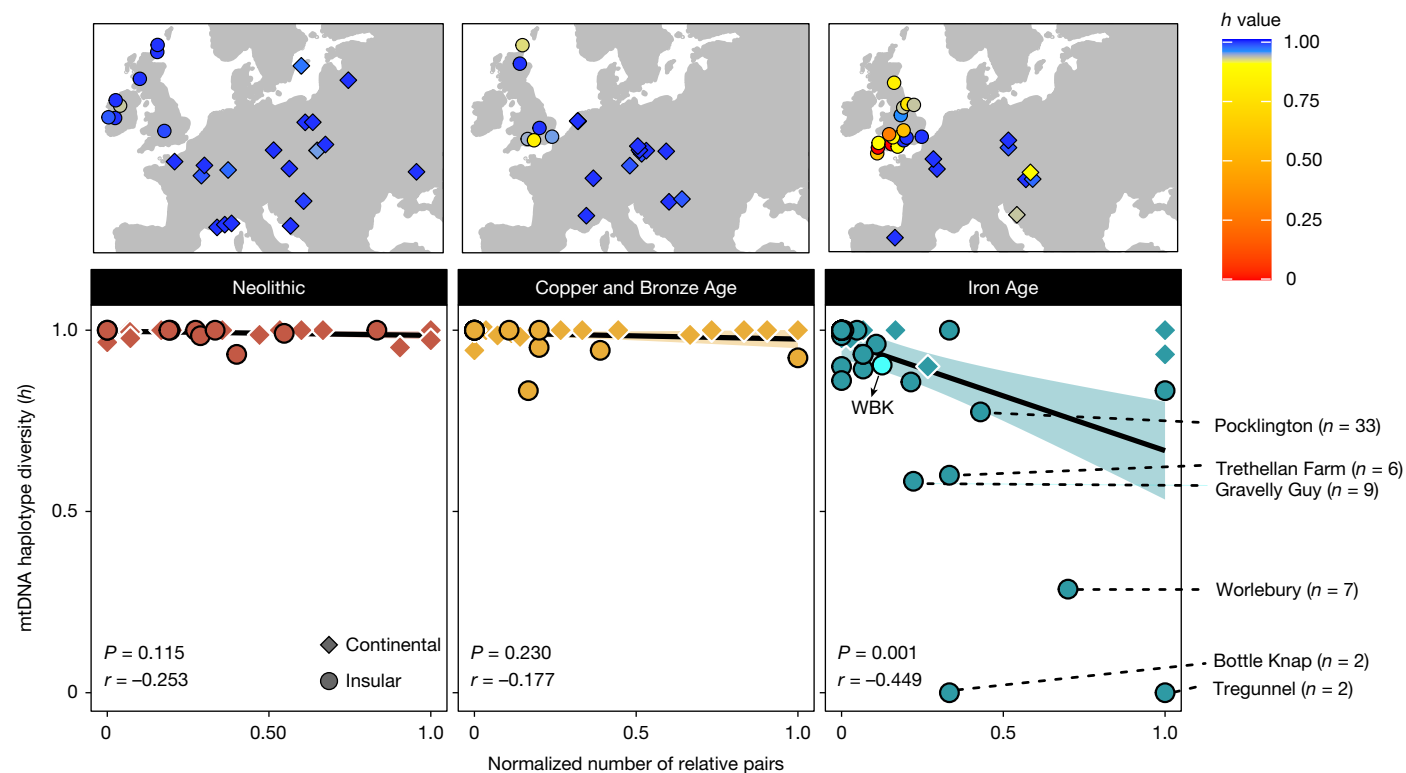 h value
1.00
0.75
0.50
0.25
0
Neolithic
Copper and Bronze Age
Iron Age
mtDNA haplotype diversity (h)
1.0
0.5
0
P = 0.115
r = –0.253
Continental
Insular
P = 0.230
r = –0.177
WBK
P = 0.001
r = –0.449
Pocklington (n = 33)
Trethellan Farm (n = 6)
Gravelly Guy (n = 9)
Worlebury (n = 7)
Bottle Knap (n = 2)
Tregunnel (n = 2)
0 0.50 1.0
0 0.5 1.0
0 0.5 1.0
Normalized number of relative pairs